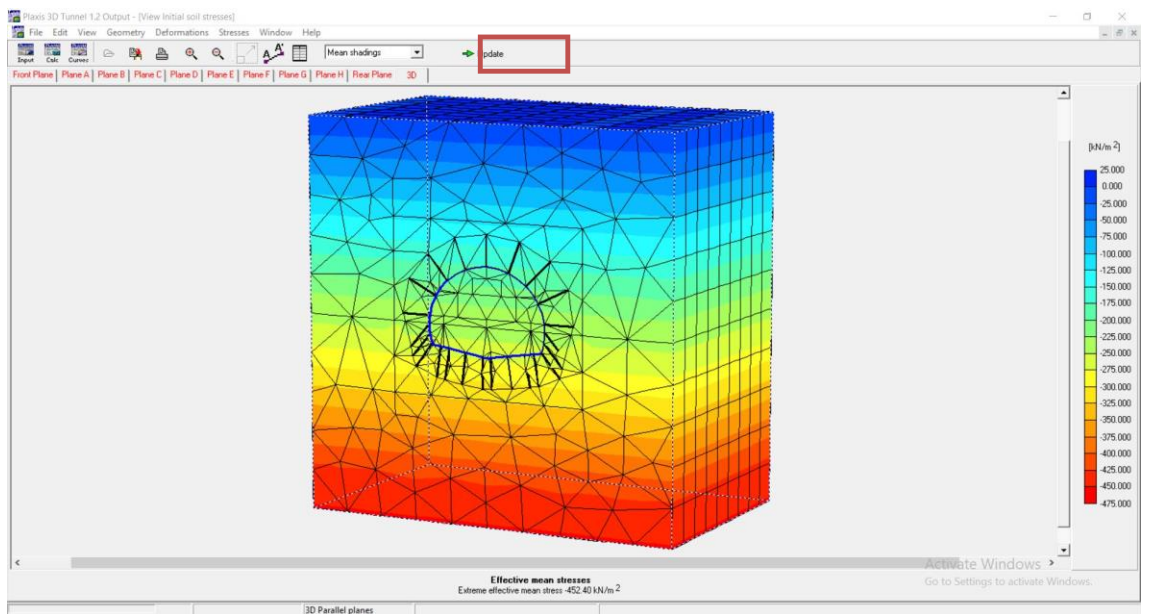 Plaxis 3D Tunnel 1.2 Output - [View Initial soil stresses]
File Edit View Geometry Deformations Stresses Window Help
Input Calc Curves A A' Mean shadings Update
Front Plane Plane A Plane B Plane C Plane D Plane E Plane F Plane G Plane H Rear Plane 3D
[kN/m 2]
25.000
0.000
-25.000
-50.000
-75.000
-100.000
-125.000
-150.000
-175.000
-200.000
-225.000
-250.000
-275.000
-300.000
-325.000
-350.000
-375.000
-400.000
-425.000
-450.000
-475.000
Effective mean stresses
Extreme effective mean stress -452.40 kN/m 2
Activate Windows
Go to Settings to activate Windows.
3D Parallel planes